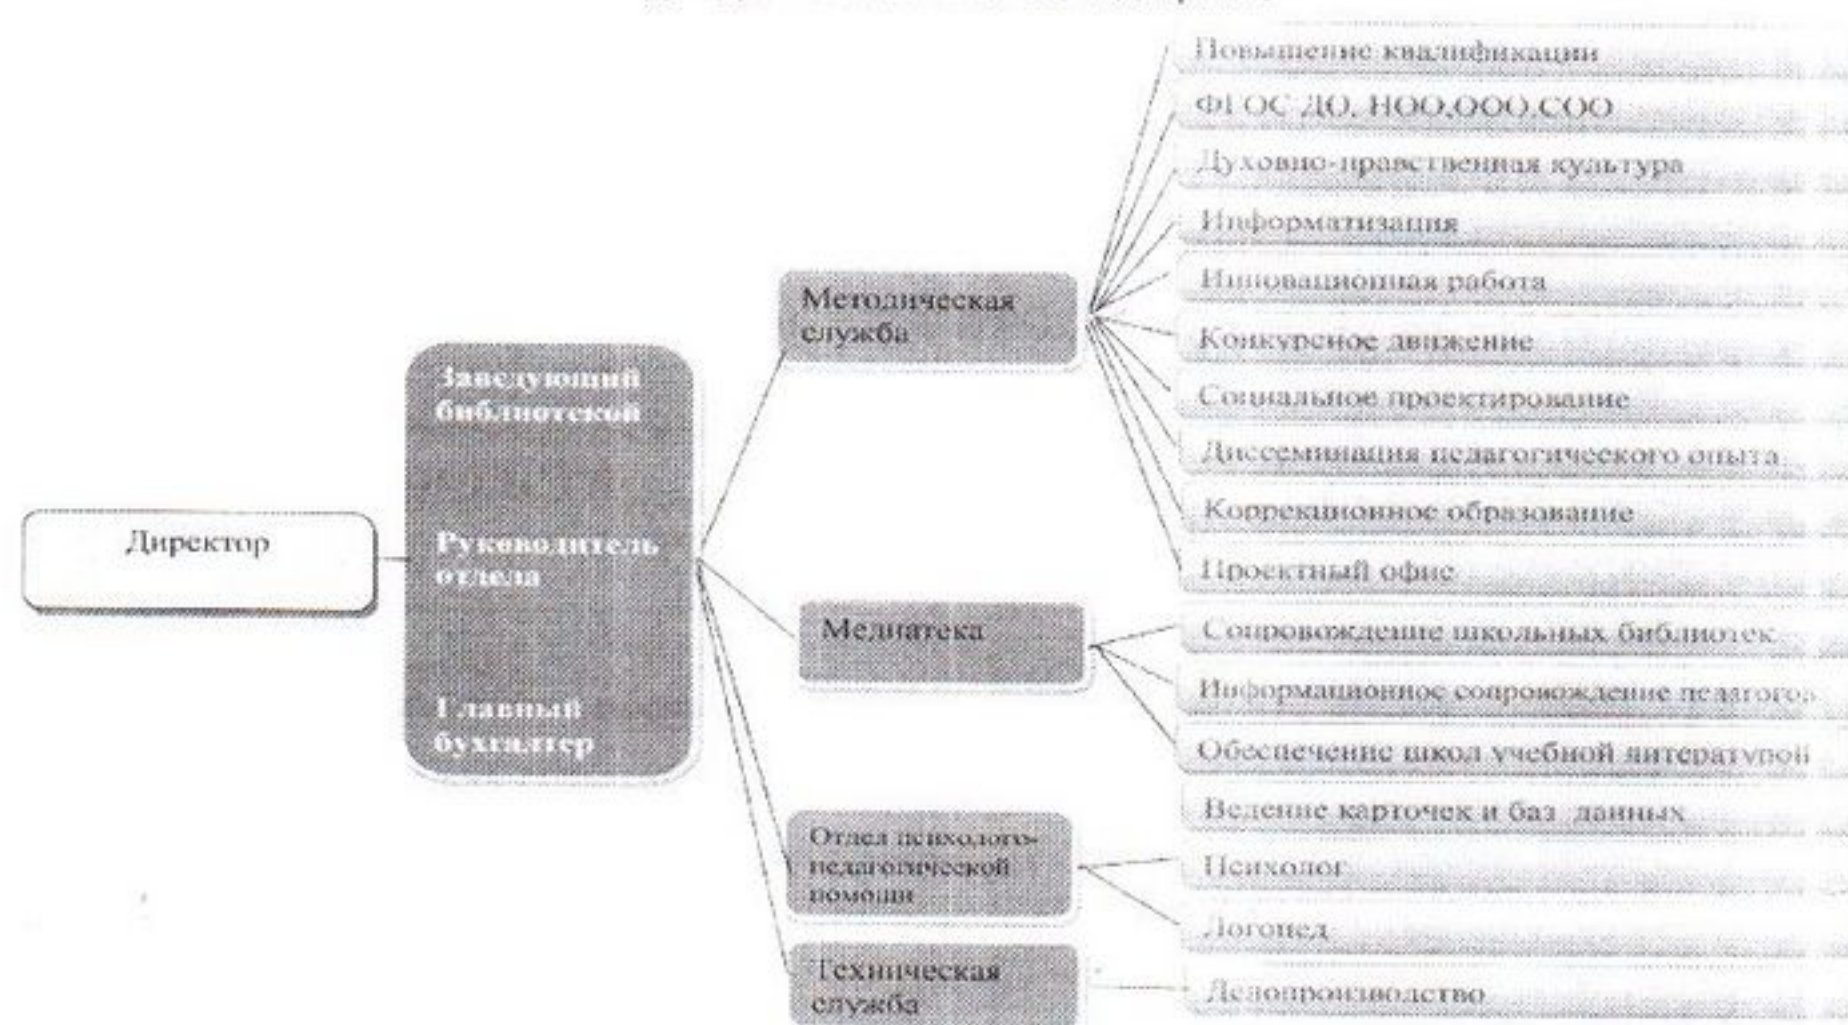 Директор
Заведующий
библиотекой
Руководитель
отдела
Главный
бухгалтер
Методическая
служба
Повышение квалификации
ФГОС ДО, НОО,ООО,СОО
Духовно-нравственная культура
Информатизация
Инновационная работа
Конкурсное движение
Социальное проектирование
Диссеминация педагогического опыта
Коррекционное образование
Проектный офис
Медиатека
Сопровождение школьных библиотек
Информационное сопровождение педагогов
Обеспечение школ учебной литературой
Ведение карточек и баз данных
Отдел психолого-
педагогической
помощи
Психолог
Логопед
Техническая
служба
Делопроизводство